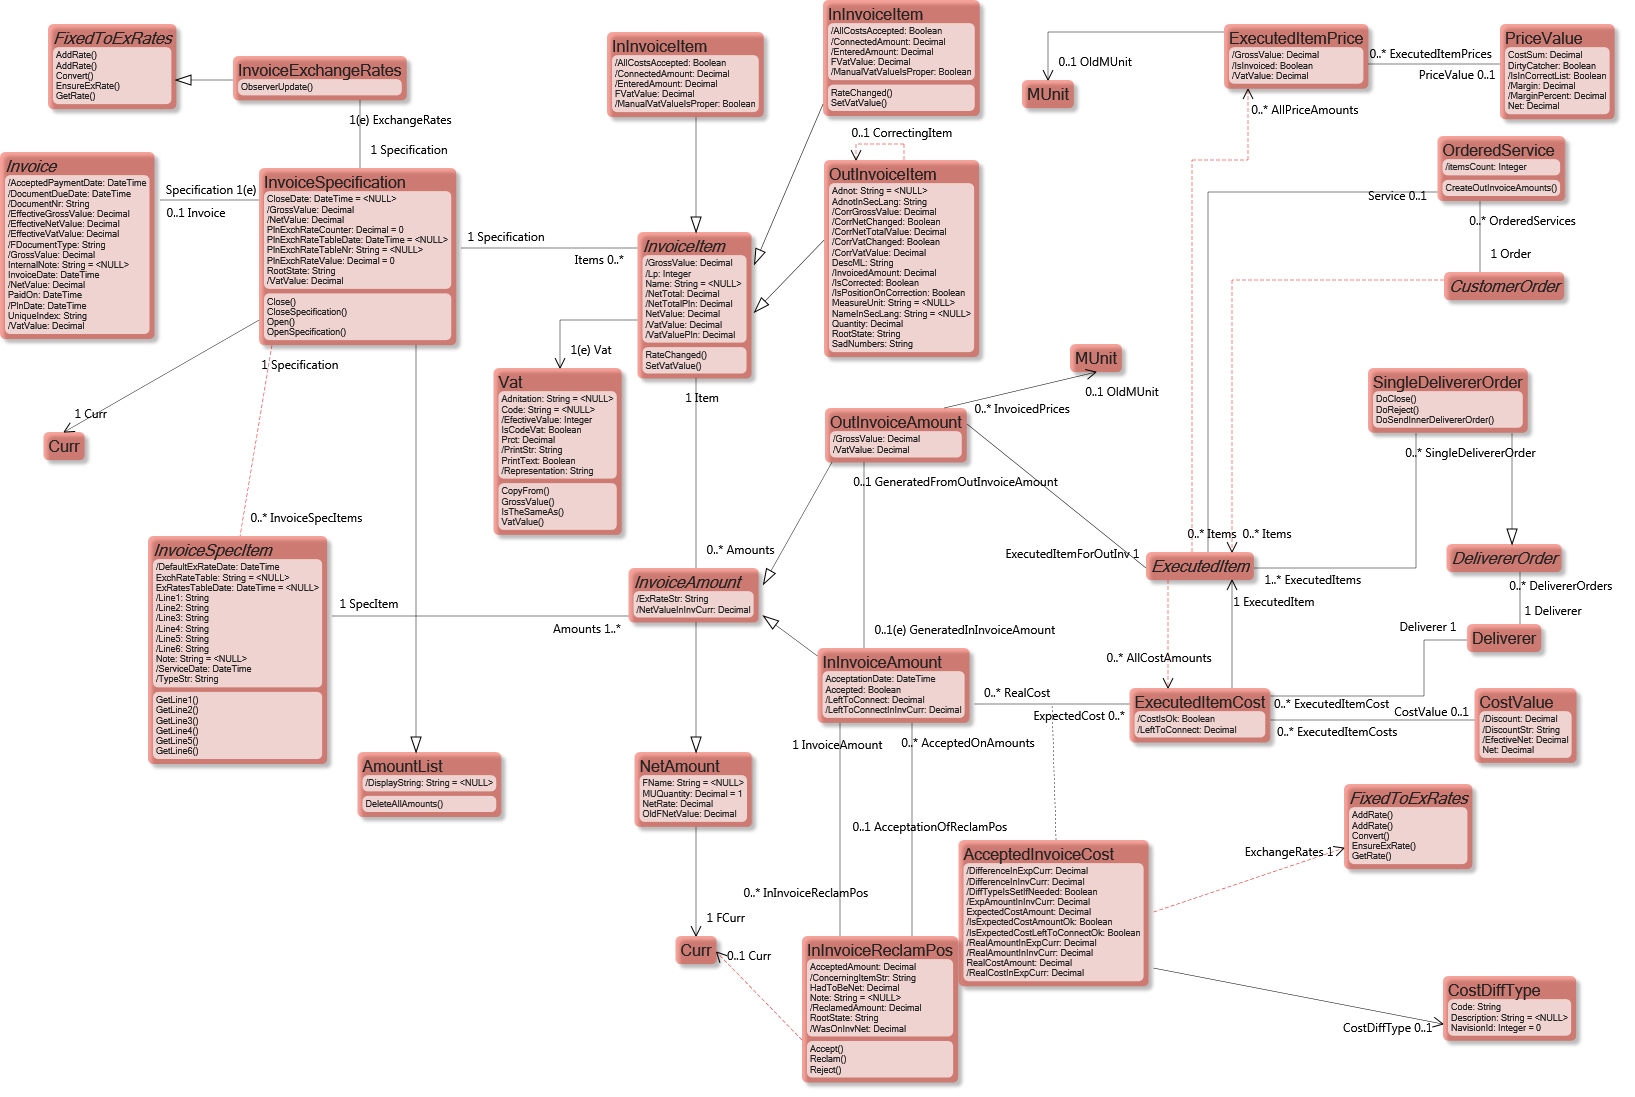 FixedToExRates
AddRate()
AddRate()
Convert()
EnsureExRate()
GetRate()
InvoiceExchangeRates
ObserverUpdate()
1(e) ExchangeRates
1 Specification
Invoice
/AcceptedPaymentDate: DateTime
/DocumentDueDate: DateTime
/DocumentNr: String
/EffectiveGrossValue: Decimal
/EffectiveNetValue: Decimal
/EffectiveVatValue: Decimal
/FDocumentType: String
/GrossValue: Decimal
InternalNote: String = <NULL>
InvoiceDate: DateTime
/NetValue: Decimal
PaidOn: DateTime
/PlnDate: DateTime
UniqueIndex: String
/VatValue: Decimal
Specification 1(e)
0..1 Invoice
InvoiceSpecification
CloseDate: DateTime = <NULL>
/GrossValue: Decimal
/NetValue: Decimal
PlnExchRateCounter: Decimal = 0
PlnExchRateTableDate: DateTime = <NULL>
PlnExchRateTableNr: String = <NULL>
PlnExchRateValue: Decimal = 0
RootState: String
/VatValue: Decimal
Close()
CloseSpecification()
Open()
OpenSpecification()
1 Specification
Items 0..*
1 Specification
1 Curr
Curr
0..* InvoiceSpecItems
InvoiceSpecItem
/DefaultExRateDate: DateTime
ExchRateTable: String = <NULL>
ExRatesTableDate: DateTime = <NULL>
/Line1: String
/Line2: String
/Line3: String
/Line4: String
/Line5: String
/Line6: String
Note: String = <NULL>
/ServiceDate: DateTime
/TypeStr: String
GetLine1()
GetLine2()
GetLine3()
GetLine4()
GetLine5()
GetLine6()
1 SpecItem
Amounts 1..*
AmountList
/DisplayString: String = <NULL>
DeleteAllAmounts()
InInvoiceItem
/AllCostsAccepted: Boolean
/ConnectedAmount: Decimal
/EnteredAmount: Decimal
FVatValue: Decimal
/ManualVatValueIsProper: Boolean
InInvoiceItem
/AllCostsAccepted: Boolean
/ConnectedAmount: Decimal
/EnteredAmount: Decimal
FVatValue: Decimal
/ManualVatValueIsProper: Boolean
RateChanged()
SetVatValue()
0..1 CorrectingItem
OutInvoiceItem
Adnot: String = <NULL>
AdnotInSecLang: String
/CorrGrossValue: Decimal
/CorrNetChanged: Boolean
/CorrNetTotalValue: Decimal
/CorrVatChanged: Boolean
/CorrVatValue: Decimal
DescML: String
/InvoicedAmount: Decimal
/IsCorrected: Boolean
/IsPositionOnCorrection: Boolean
MeasureUnit: String = <NULL>
NameInSecLang: String = <NULL>
Quantity: Decimal
RootState: String
SadNumbers: String
InvoiceItem
/GrossValue: Decimal
/Lp: Integer
Name: String = <NULL>
/NetTotal: Decimal
/NetTotalPln: Decimal
NetValue: Decimal
/VatValue: Decimal
/VatValuePln: Decimal
RateChanged()
SetVatValue()
1(e) Vat
1 Item
Vat
Adnitation: String = <NULL>
Code: String = <NULL>
/EffectiveValue: Integer
IsCodeVat: Boolean
Prct: Decimal
/PrintStr: String
PrintText: Boolean
/Representation: String
CopyFrom()
GrossValue()
IsTheSameAs()
VatValue()
0..* Amounts
InvoiceAmount
/ExRateStr: String
/NetValueInInvCurr: Decimal
NetAmount
FName: String = <NULL>
MUQuantity: Decimal = 1
NetRate: Decimal
OldFNetValue: Decimal
1 FCurr
Curr
0..1 Curr
MUnit
0..1 OldMUnit
0..* InvoicedPrices
OutInvoiceAmount
/GrossValue: Decimal
/VatValue: Decimal
0..1 GeneratedFromOutInvoiceAmount
ExecutedItemForOutInv 1
0..1(e) GeneratedInInvoiceAmount
InInvoiceAmount
AcceptationDate: DateTime
Accepted: Boolean
/LeftToConnect: Decimal
/LeftToConnectInInvCurr: Decimal
0..* RealCost
ExpectedCost 0..*
1 InvoiceAmount
0..* AcceptedOnAmounts
0..1 AcceptationOfReclamPos
0..* InInvoiceReclamPos
InInvoiceReclamPos
AcceptedAmount: Decimal
/ConcerningItemStr: String
HadToBeNet: Decimal
Note: String = <NULL>
/ReclamedAmount: Decimal
RootState: String
/WasOnInvNet: Decimal
Accept()
Reclam()
Reject()
AcceptedInvoiceCost
/DifferenceInExpCurr: Decimal
/DifferenceInInvCurr: Decimal
/DiffTypeIsSetIfNeeded: Boolean
/ExpAmountInInvCurr: Decimal
ExpectedCostAmount: Decimal
/IsExpectedCostAmountOk: Boolean
/IsExpectedCostLeftToConnectOk: Boolean
/RealAmountInExpCurr: Decimal
/RealAmountInInvCurr: Decimal
RealCostAmount: Decimal
/RealCostInExpCurr: Decimal
ExecutedItemPrice
/GrossValue: Decimal
/IsInvoiced: Boolean
/VatValue: Decimal
0..1 OldMUnit
MUnit
0..* ExecutedItemPrices
PriceValue 0..1
PriceValue
CostSum: Decimal
DirtyCatcher: Boolean
/IsInCorrectList: Boolean
/Margin: Decimal
/MarginPercent: Decimal
Net: Decimal
0..* AllPriceAmounts
OrderedService
/itemsCount: Integer
CreateOutInvoiceAmounts()
Service 0..1
0..* OrderedServices
1 Order
CustomerOrder
SingleDelivererOrder
DoClose()
DoReject()
DoSendInnerDelivererOrder()
0..* SingleDelivererOrder
0..* Items
0..* Items
ExecutedItem
1..* ExecutedItems
1 ExecutedItem
DelivererOrder
0..* DelivererOrders
1 Deliverer
Deliverer 1
Deliverer
0..* AllCostAmounts
ExecutedItemCost
/CostIsOk: Boolean
/LeftToConnect: Decimal
0..* ExecutedItemCost
CostValue 0..1
0..* ExecutedItemCosts
CostValue
/Discount: Decimal
/DiscountStr: String
/EfectiveNet: Decimal
Net: Decimal
FixedToExRates
AddRate()
AddRate()
Convert()
EnsureExRate()
GetRate()
ExchangeRates 1
CostDiffType
Code: String
Description: String = <NULL>
NavisionId: Integer = 0
CostDiffType 0..1